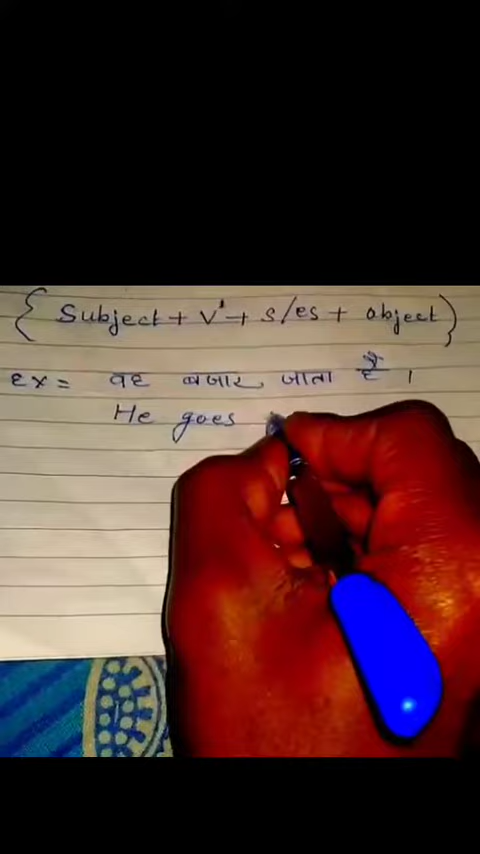 { Subject + V¹ + s/es + object }
Ex = वह बजार जाता है ।
He goes